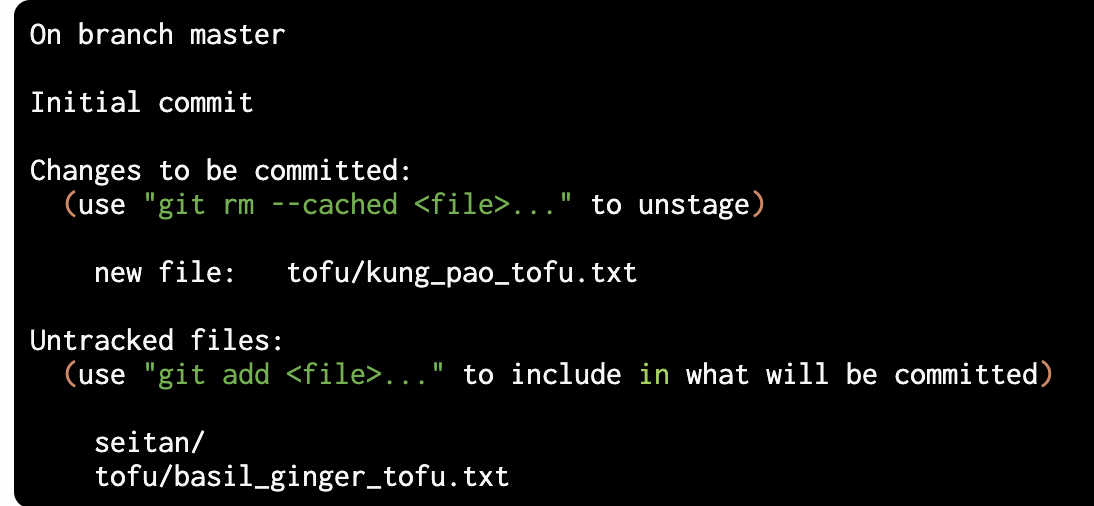 On branch master
Initial commit
Changes to be committed:
(use "git rm --cached <file>..." to unstage)
new file:   tofu/kung_pao_tofu.txt
Untracked files:
(use "git add <file>..." to include in what will be committed)
seitan/
tofu/basil_ginger_tofu.txt